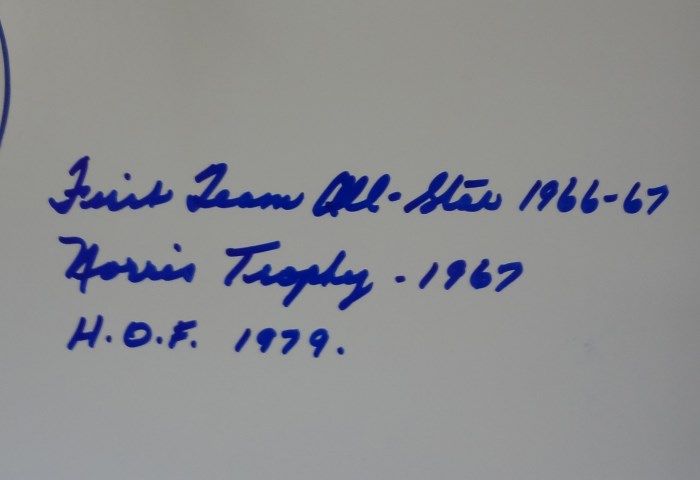 First Team All-Star 1966-67
Norris Trophy - 1967
H.O.F. 1979.